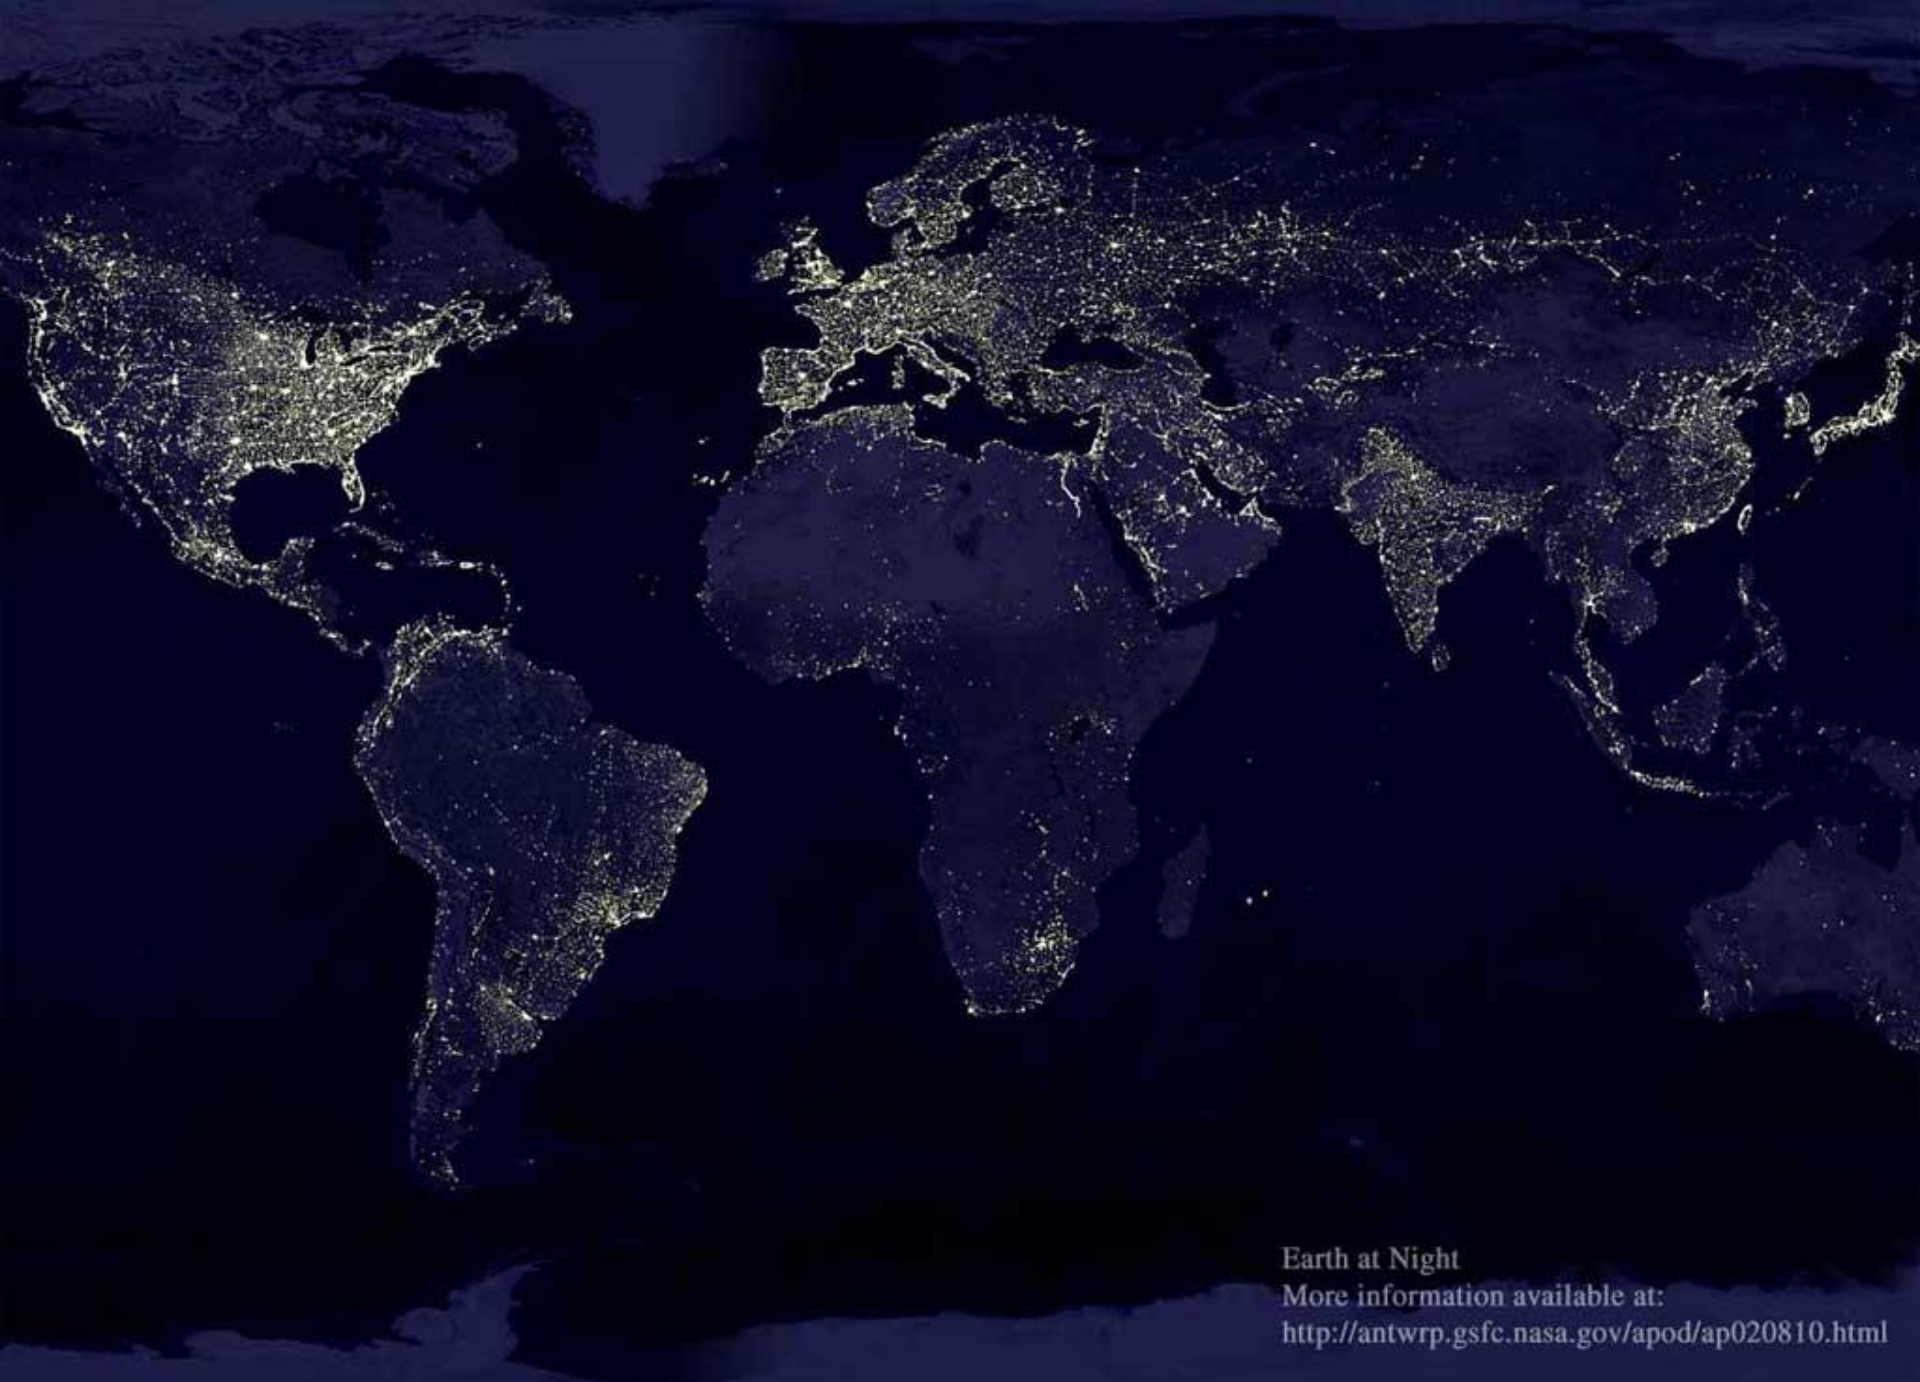 Earth at Night
More information available at:
http://antwrp.gsfc.nasa.gov/apod/ap020810.html